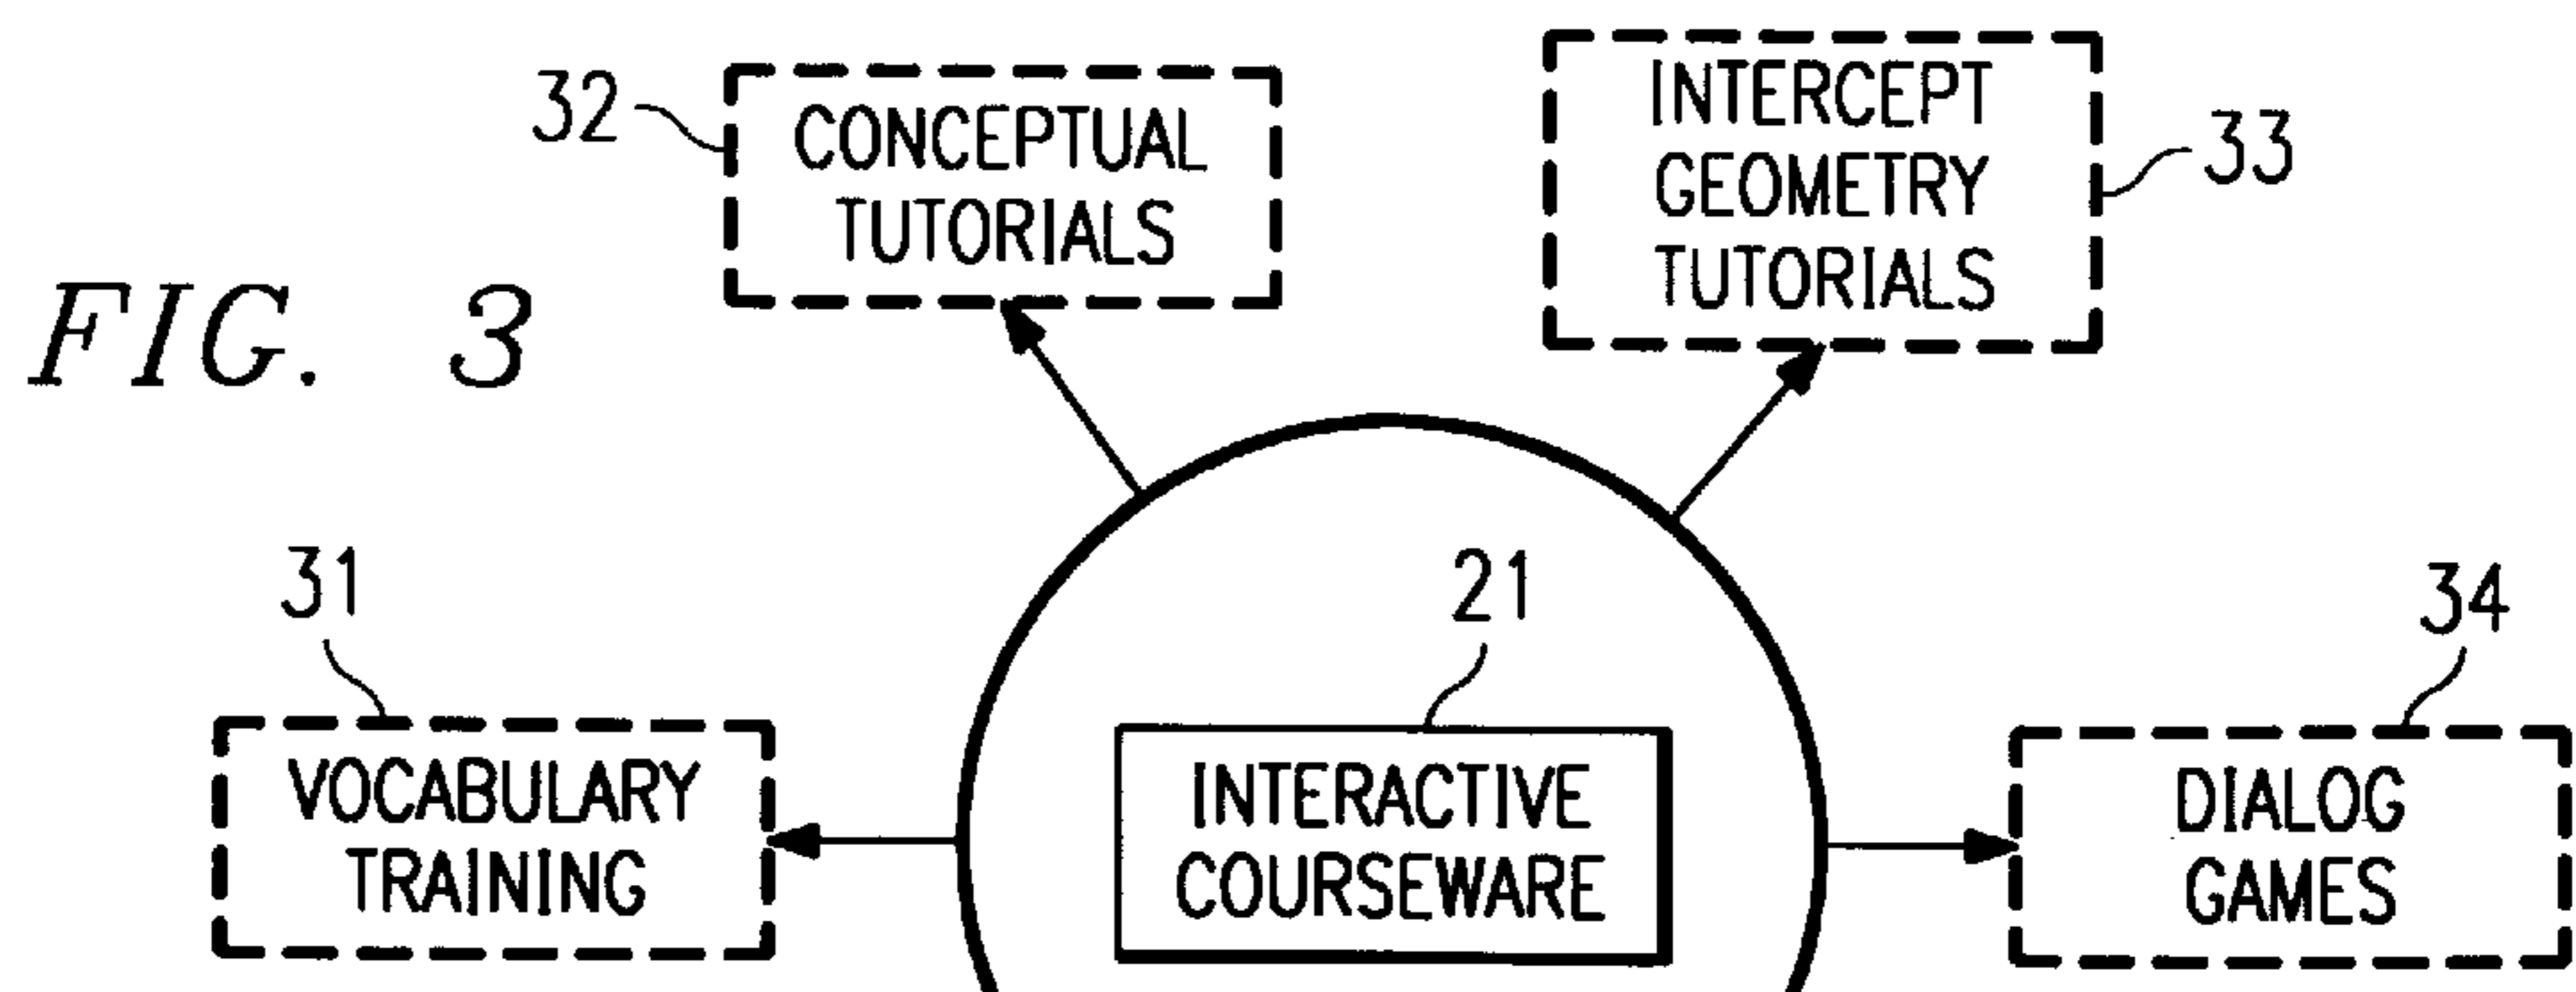 32
CONCEPTUAL
TUTORIALS
INTERCEPT
GEOMETRY
TUTORIALS
33
FIG. 3
31
VOCABULARY
TRAINING
21
INTERACTIVE
COURSEWARE
34
DIALOG
GAMES